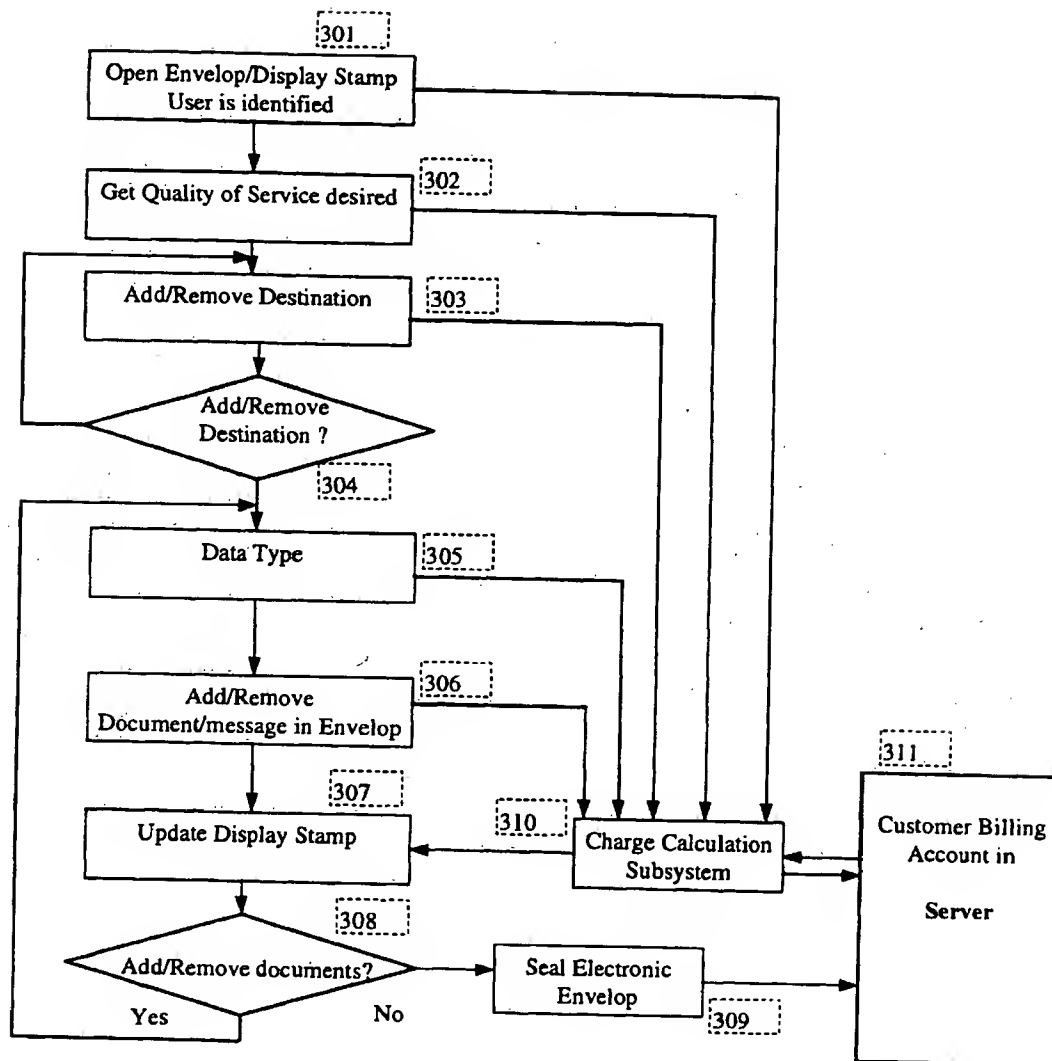 301
Open Envelop/Display Stamp
User is identified
302
Get Quality of Service desired
303
Add/Remove Destination
Add/Remove
Destination ?
304
305
Data Type
306
Add/Remove
Document/message in Envelop
307
Update Display Stamp
310
Charge Calculation
Subsystem
311
Customer Billing
Account in
Server
308
Add/Remove documents?
Yes
No
Seal Electronic
Envelop
309